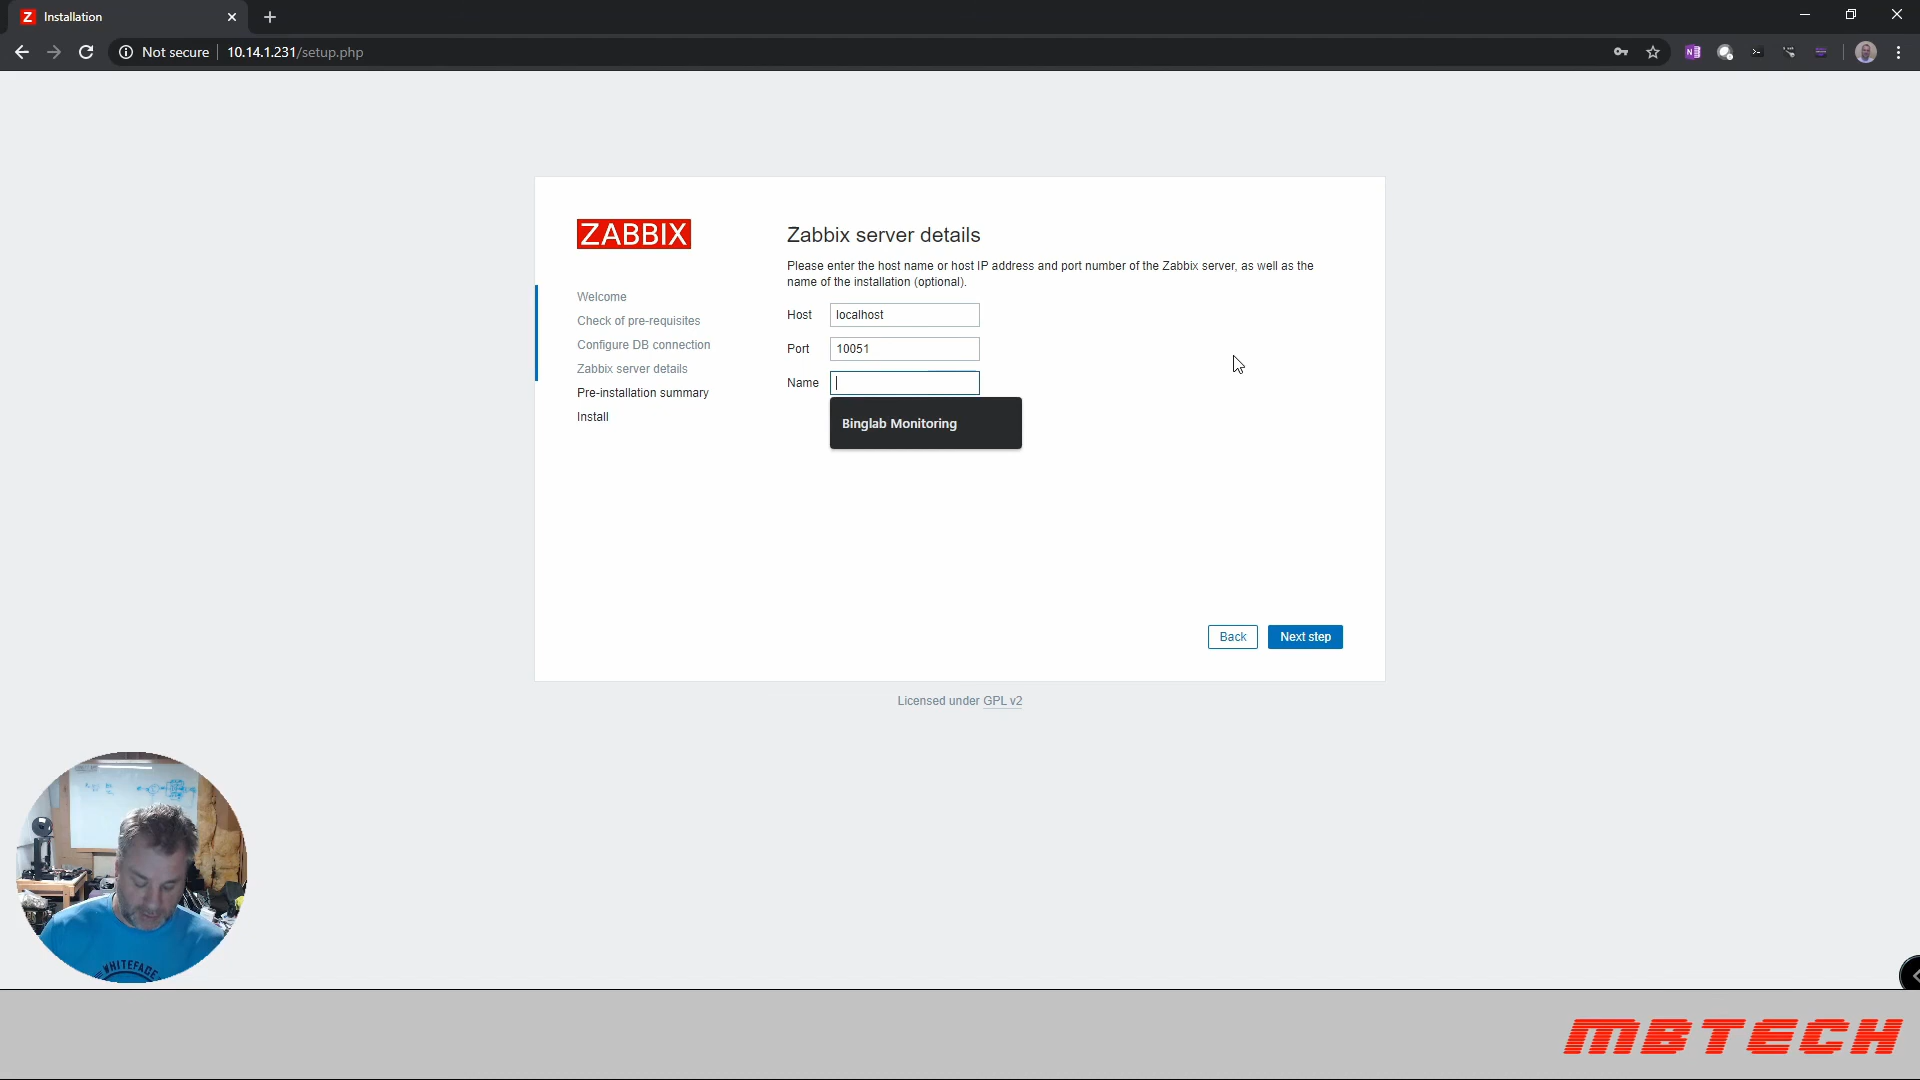 Z Installation
Not secure 10.14.1.231/setup.php
ZABBIX
Welcome
Check of pre-requisites
Configure DB connection
Zabbix server details
Pre-installation summary
Install
Zabbix server details
Please enter the host name or host IP address and port number of the Zabbix server, as well as the
name of the installation (optional).
Host localhost
Port 10051
Name
Binglab Monitoring
Back Next step
Licensed under GPL v2
WHITEFACE
MBTECH